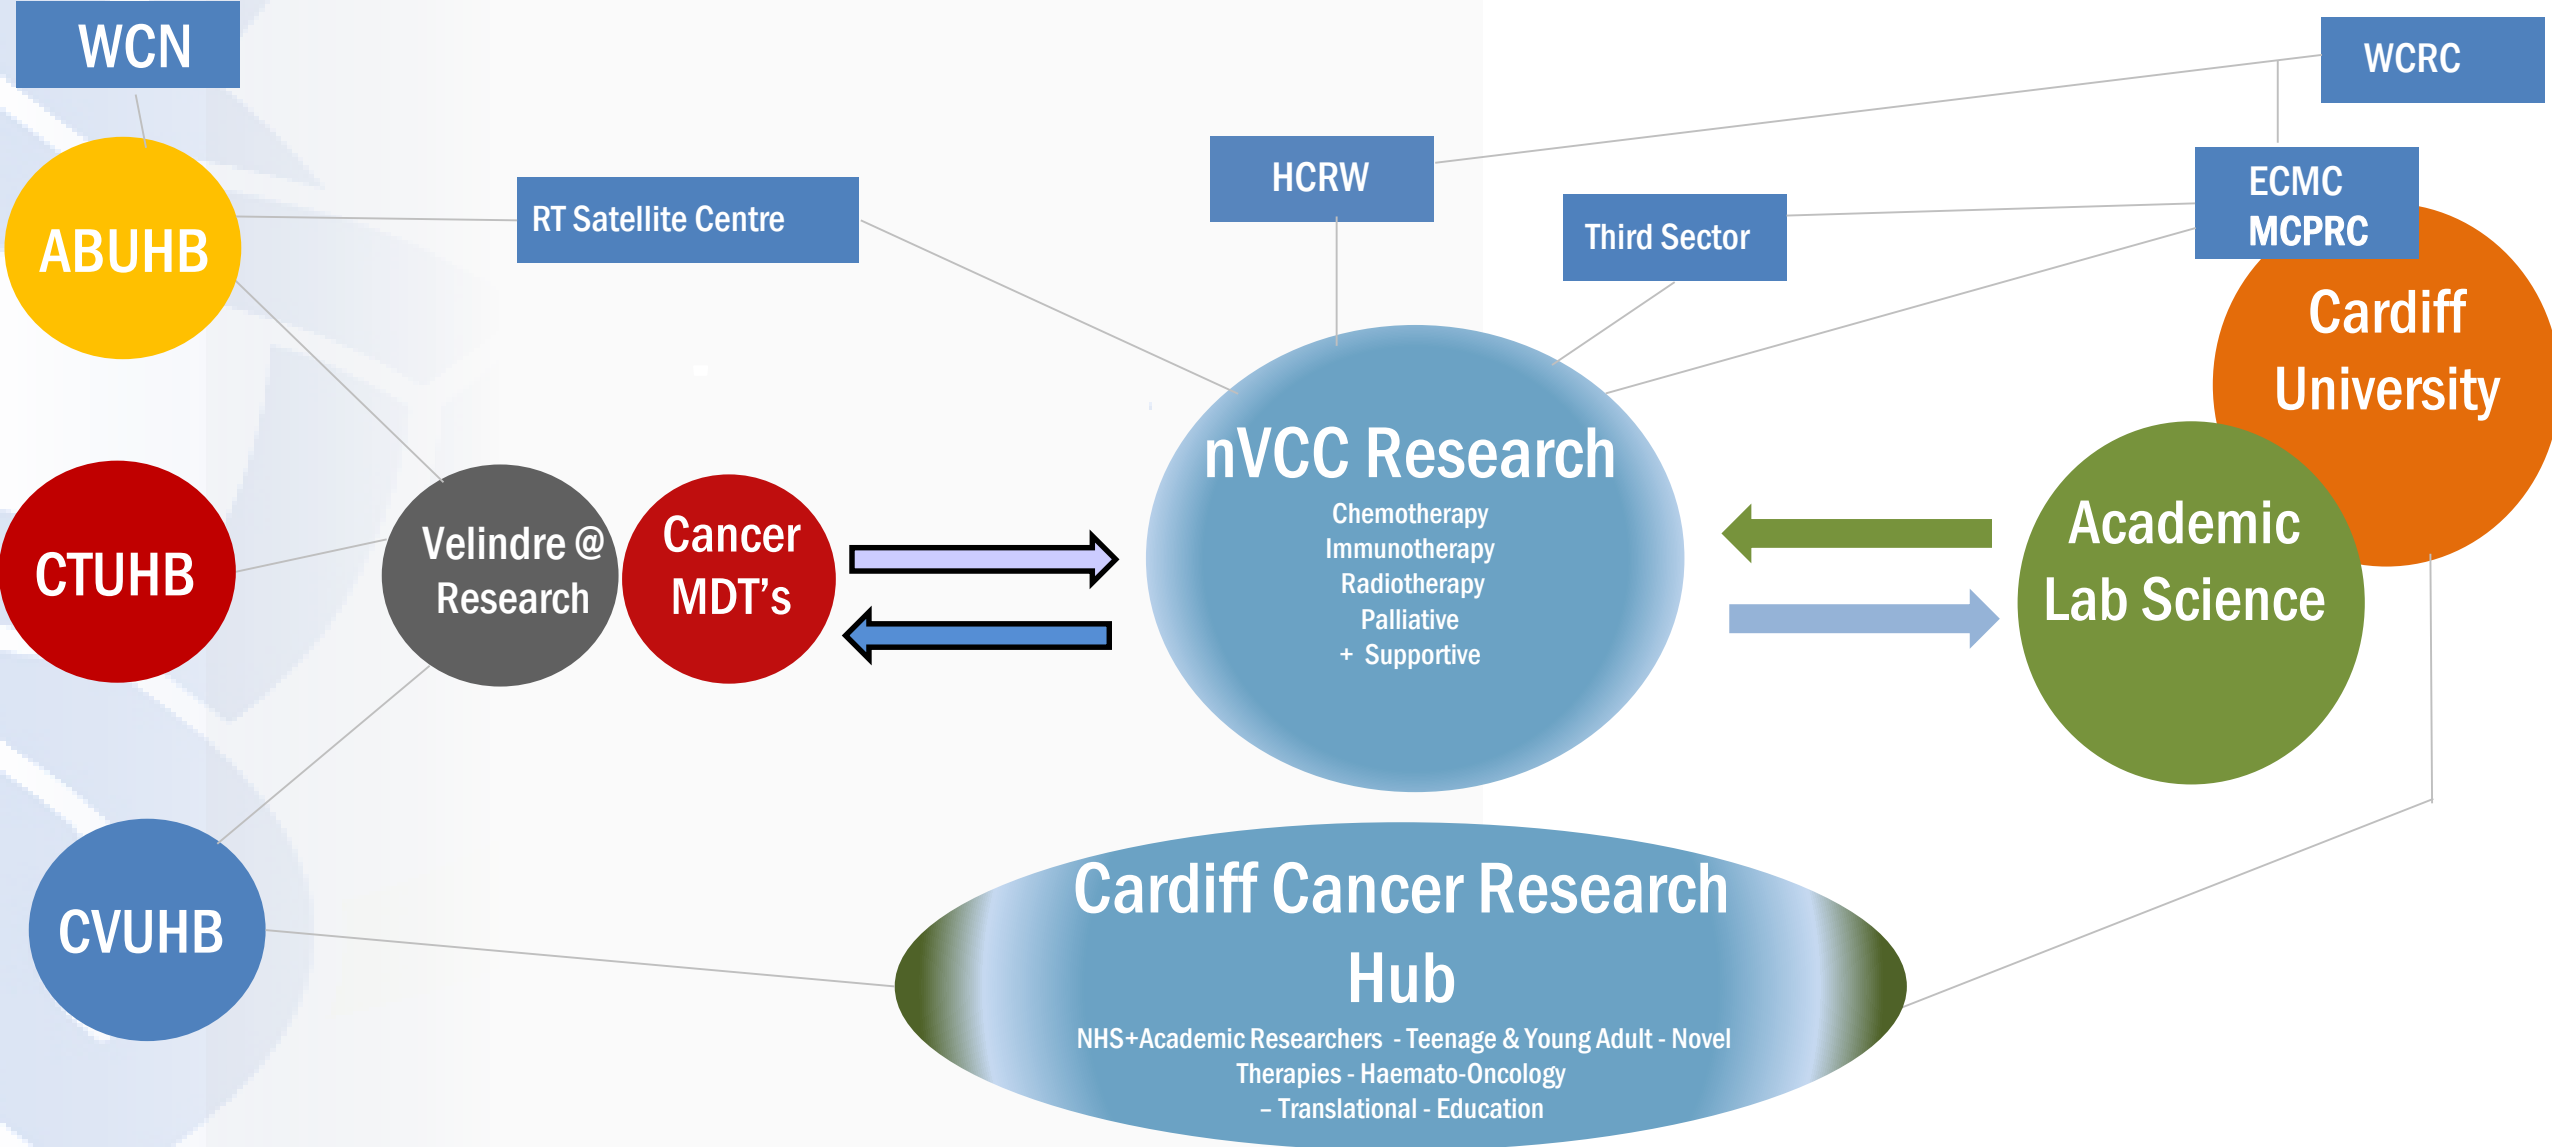 WCN
WCRC
HCRW
ECMC
MCPRC
RT Satellite Centre
Third Sector
ABUHB
Cardiff
University
nVCC Research
Chemotherapy
Immunotherapy
Radiotherapy
Palliative
+ Supportive
CTUHB
Velindre @
Research
Cancer
MDT's
Academic
Lab Science
CVUHB
Cardiff Cancer Research
Hub
NHS+Academic Researchers - Teenage & Young Adult - Novel
Therapies - Haemato-Oncology
– Translational - Education